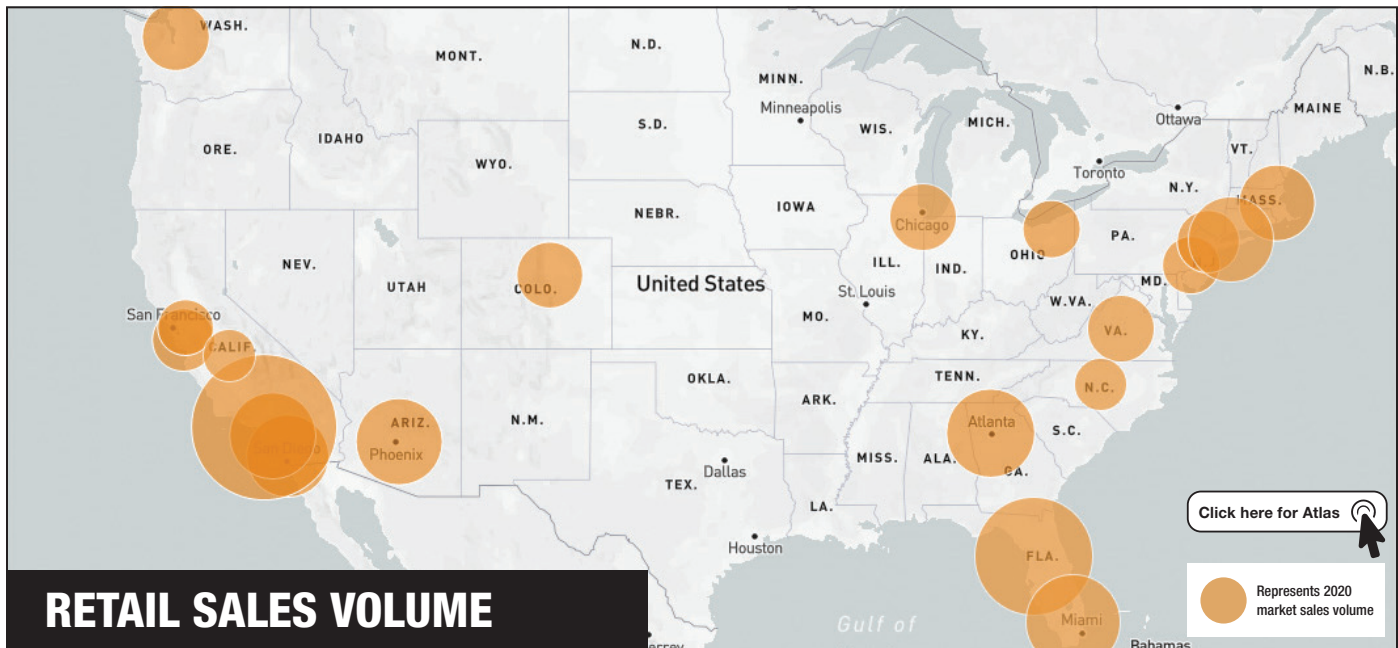 WASH.
MONT.
N.D.
MINN.
Minneapolis
WIS.
MICH.
Ottawa
MAINE
N.B.
ORE.
IDAHO
S.D.
WYO.
VT.
Toronto
N.Y.
MASS.
NEBR.
IOWA
Chicago
PA.
OHIO
NEV.
UTAH
COLO.
United States
ILL.
IND.
St. Louis
MD.
W.VA.
VA.
San Francisco
CALIF.
MO.
KY.
OKLA.
TENN.
N.C.
ARK.
ARIZ.
N.M.
Phoenix
Atlanta
S.C.
MISS.
ALA.
GA.
San Diego
Dallas
TEX.
LA.
Houston
FLA.
Miami
Gulf of
Bahamas
errey
Click here for Atlas
Represents 2020
market sales volume
RETAIL SALES VOLUME